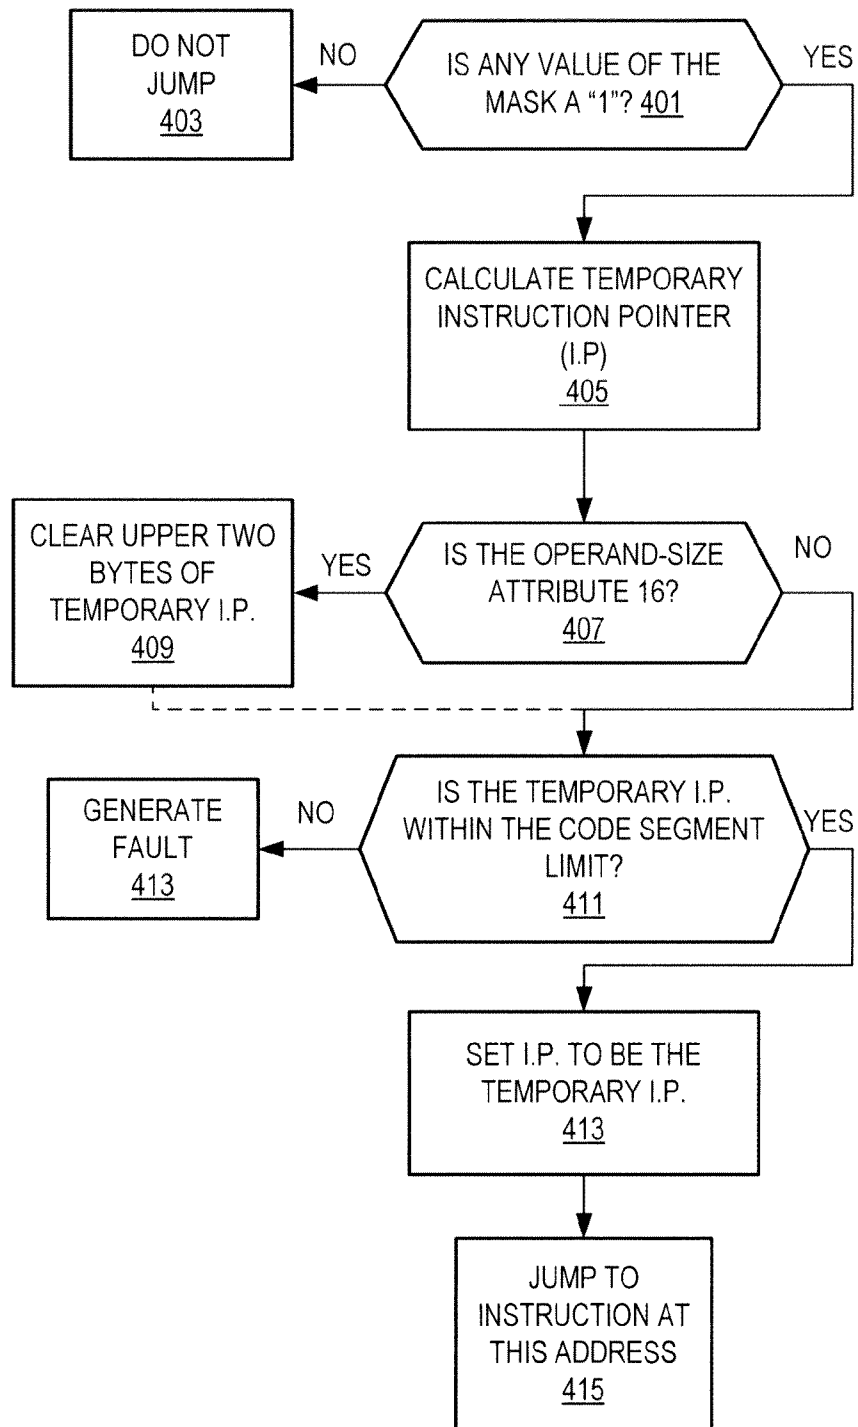 DO NOT
JUMP
403
NO
IS ANY VALUE OF THE
MASK A “1”? 401
YES
CALCULATE TEMPORARY
INSTRUCTION POINTER
(I.P)
405
CLEAR UPPER TWO
BYTES OF
TEMPORARY I.P.
409
YES
IS THE OPERAND-SIZE
ATTRIBUTE 16?
407
NO
GENERATE
FAULT
413
NO
IS THE TEMPORARY I.P.
WITHIN THE CODE SEGMENT
LIMIT?
411
YES
SET I.P. TO BE THE
TEMPORARY I.P.
413
JUMP TO
INSTRUCTION AT
THIS ADDRESS
415